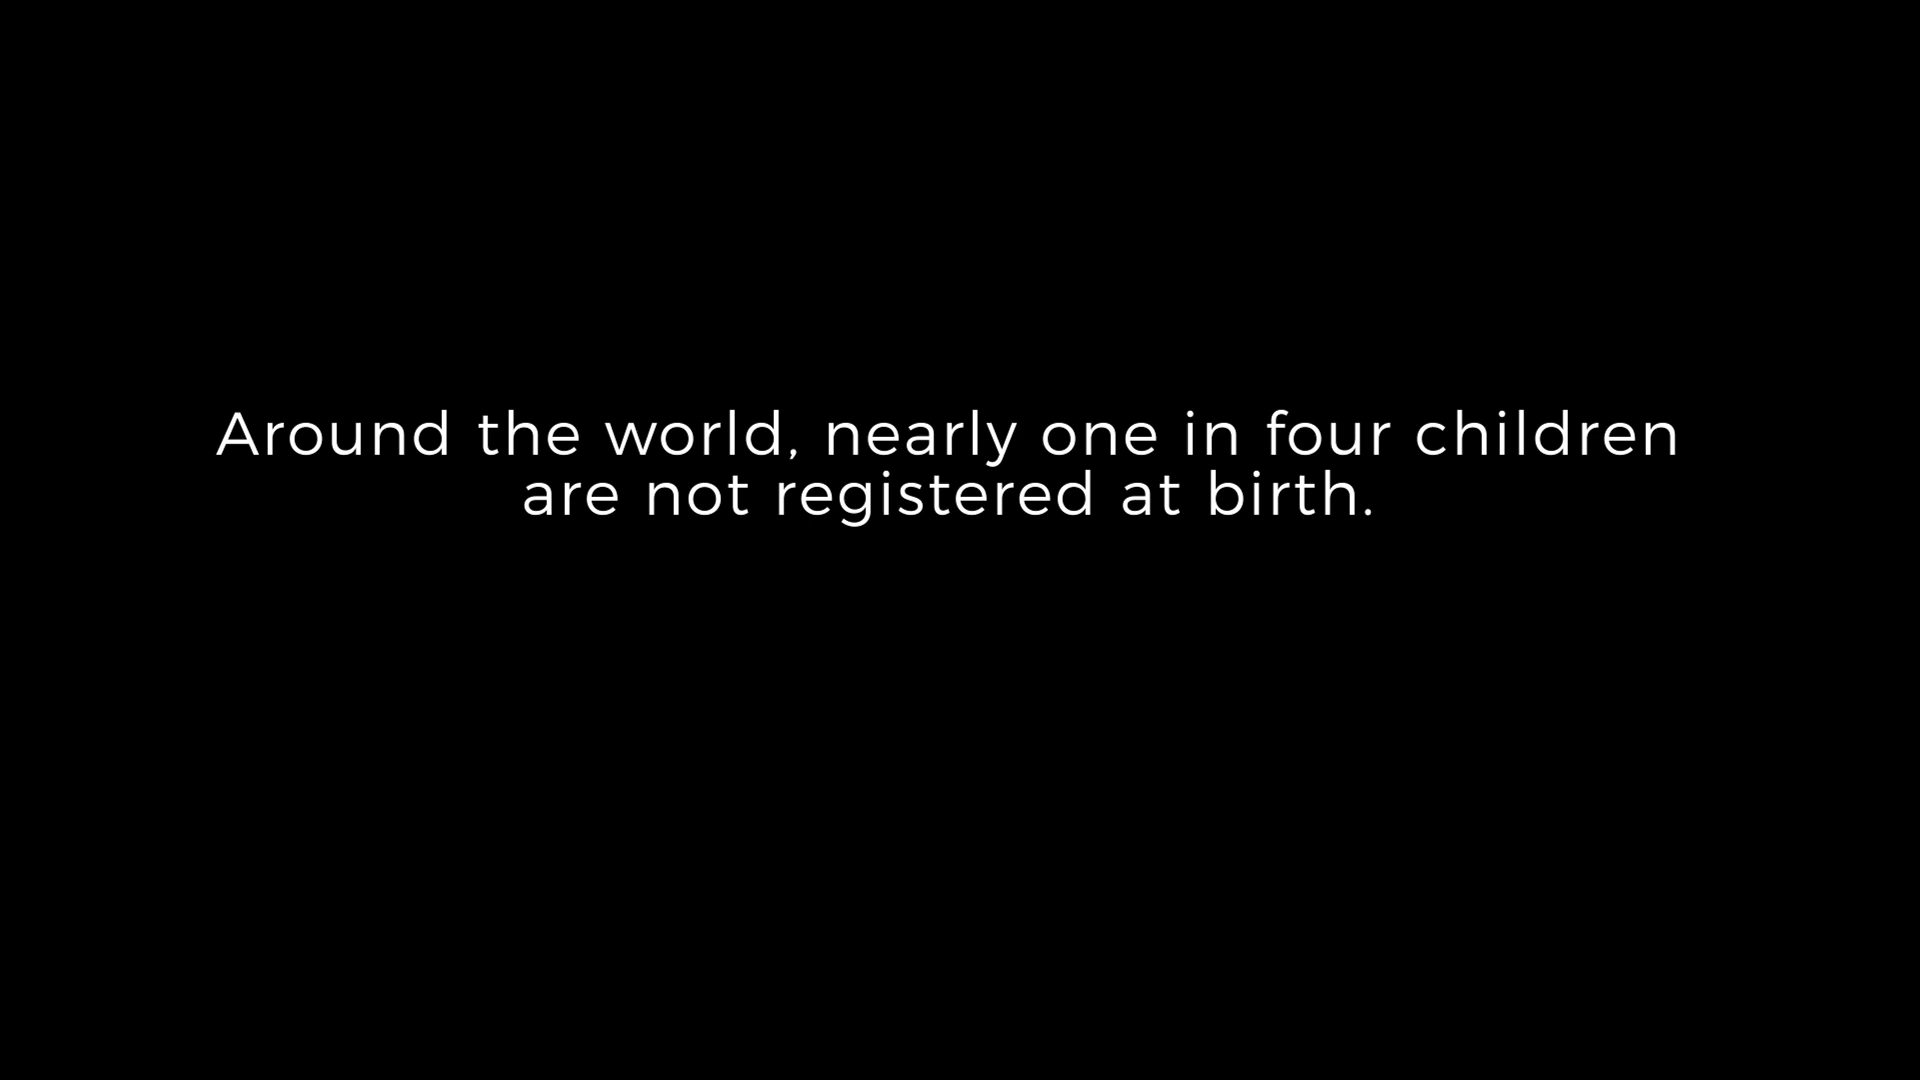 Around the world, nearly one in four children
are not registered at birth.